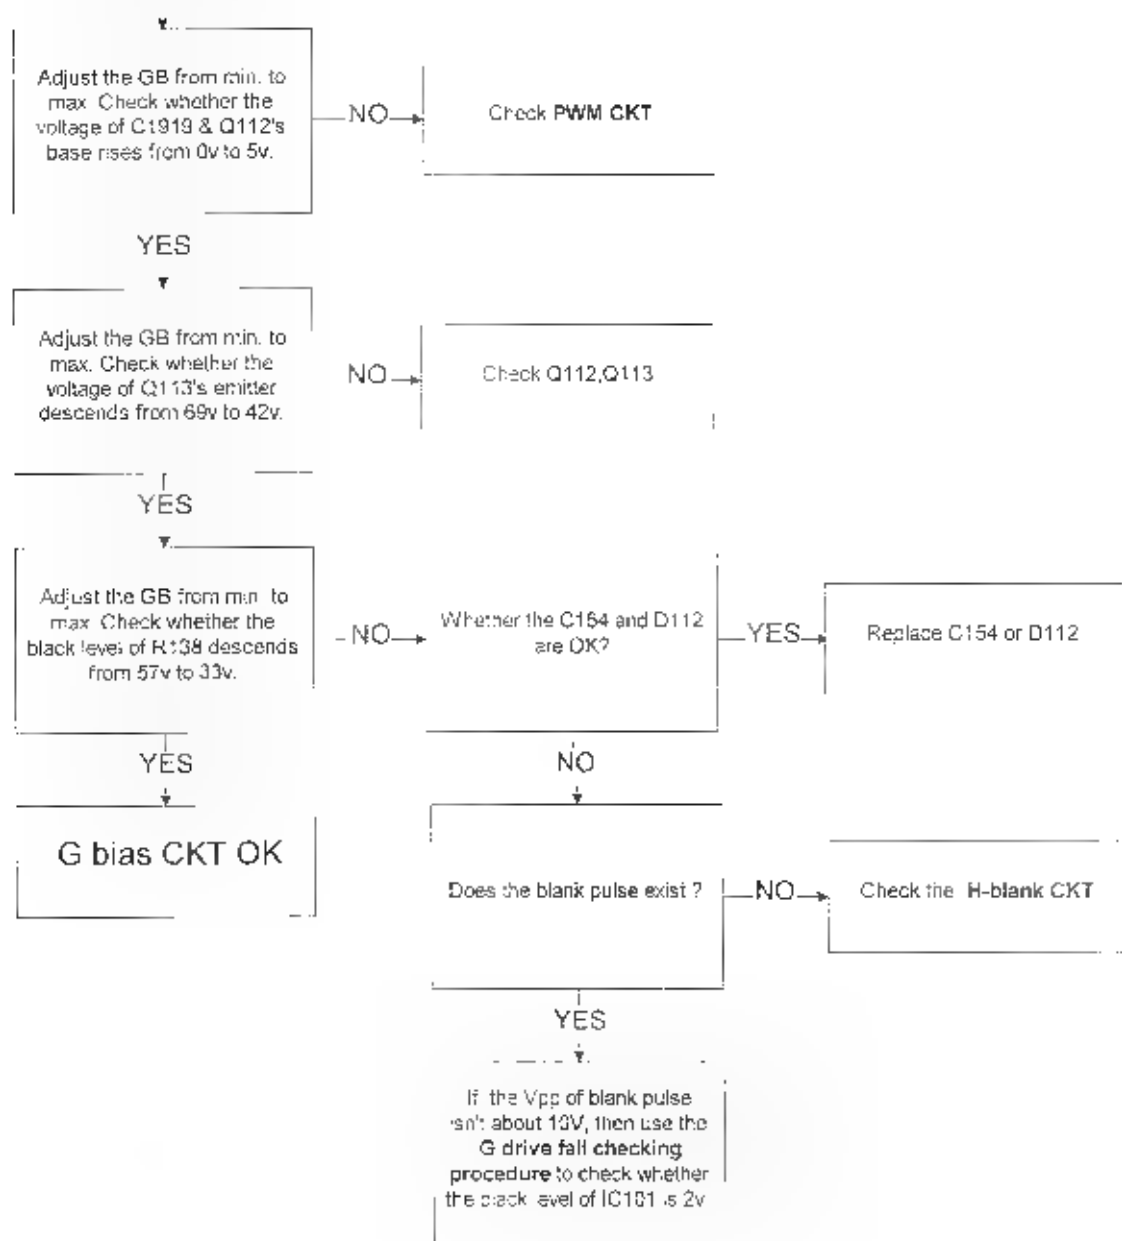 Adjust the GB from min. to
max. Check whether the
voltage of C1919 & Q112's
base rises from 0v to 5v.
NO
Check PWM CKT
YES
Adjust the GB from min. to
max. Check whether the
voltage of Q113's emitter
descends from 69v to 42v.
NO
Check Q112,Q113
YES
Adjust the GB from min. to
max. Check whether the
black level of R138 descends
from 57v to 33v.
NO
Whether the C154 and D112
are OK?
YES
Replace C154 or D112
YES
NO
G bias CKT OK
Does the blank pulse exist ?
NO
Check the H-blank CKT
YES
If the Vpp of blank pulse
isn't about 10V, then use the
G drive fail checking
procedure to check whether
the black level of IC101 is 2v